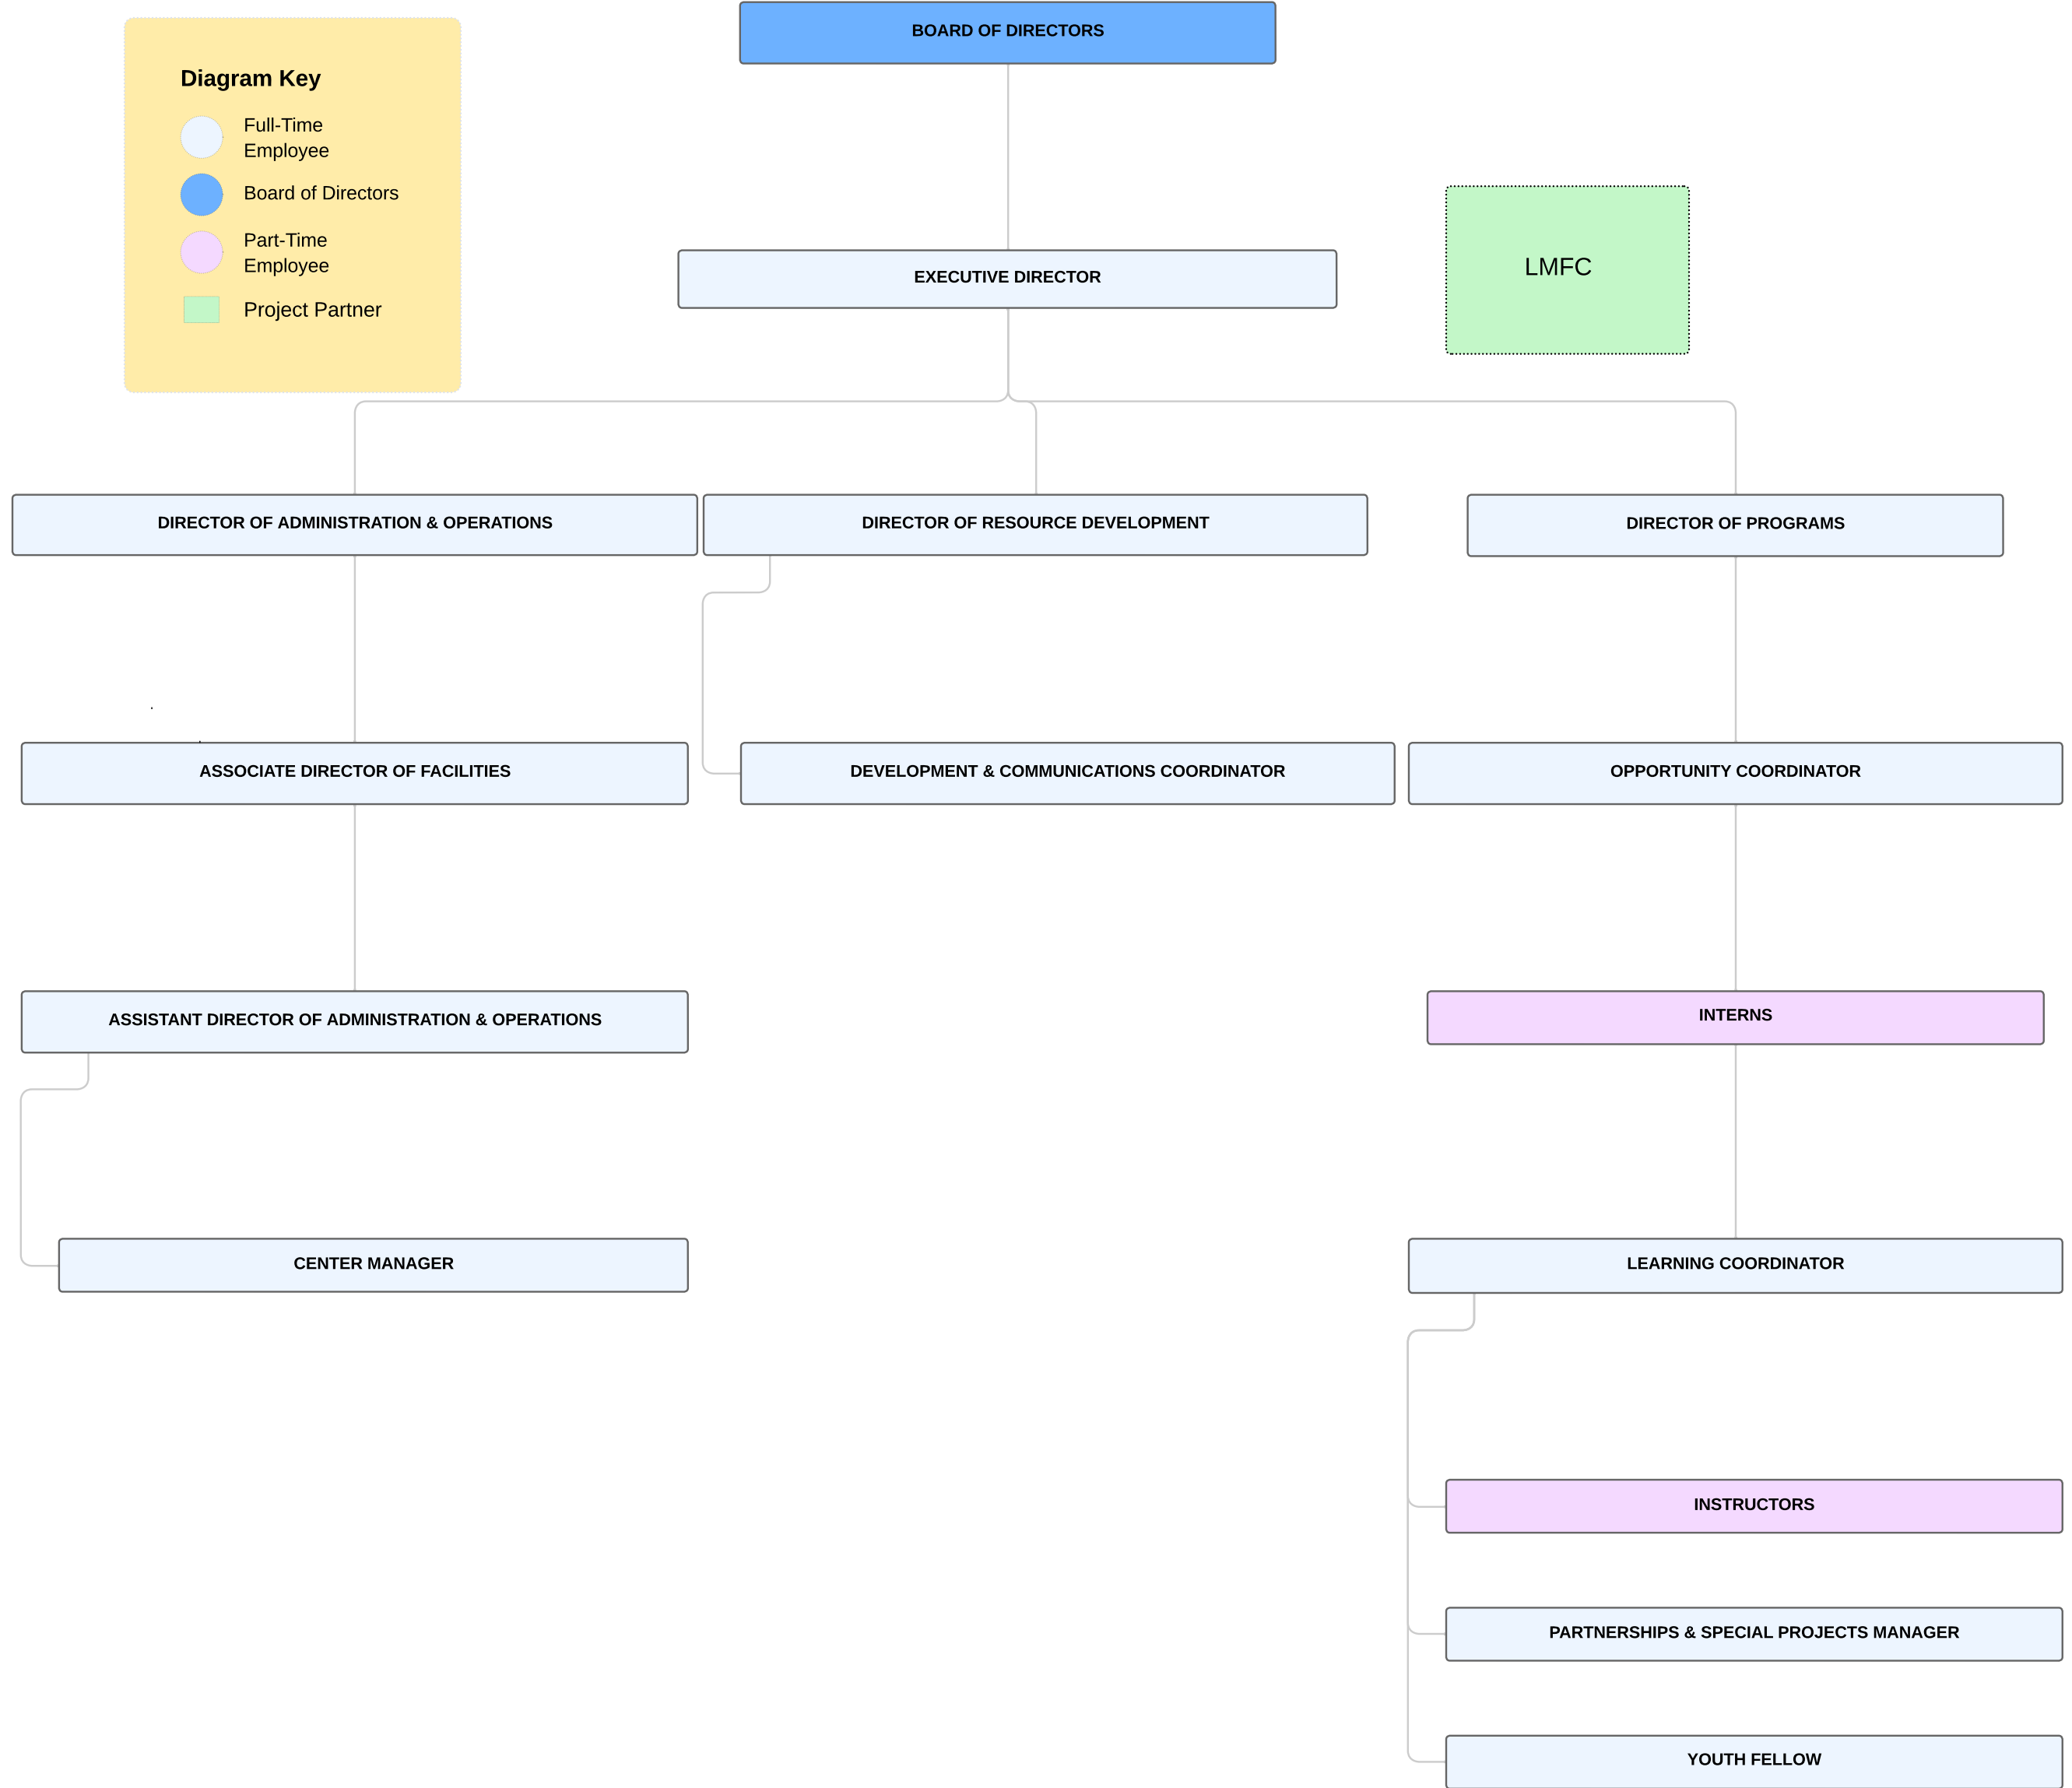 BOARD OF DIRECTORS
Diagram Key
Full-Time
Employee
Board of Directors
Part-Time
Employee
Project Partner
EXECUTIVE DIRECTOR
LMFC
DIRECTOR OF ADMINISTRATION & OPERATIONS
DIRECTOR OF RESOURCE DEVELOPMENT
DIRECTOR OF PROGRAMS
ASSOCIATE DIRECTOR OF FACILITIES
DEVELOPMENT & COMMUNICATIONS COORDINATOR
OPPORTUNITY COORDINATOR
ASSISTANT DIRECTOR OF ADMINISTRATION & OPERATIONS
INTERNS
CENTER MANAGER
LEARNING COORDINATOR
INSTRUCTORS
PARTNERSHIPS & SPECIAL PROJECTS MANAGER
YOUTH FELLOW